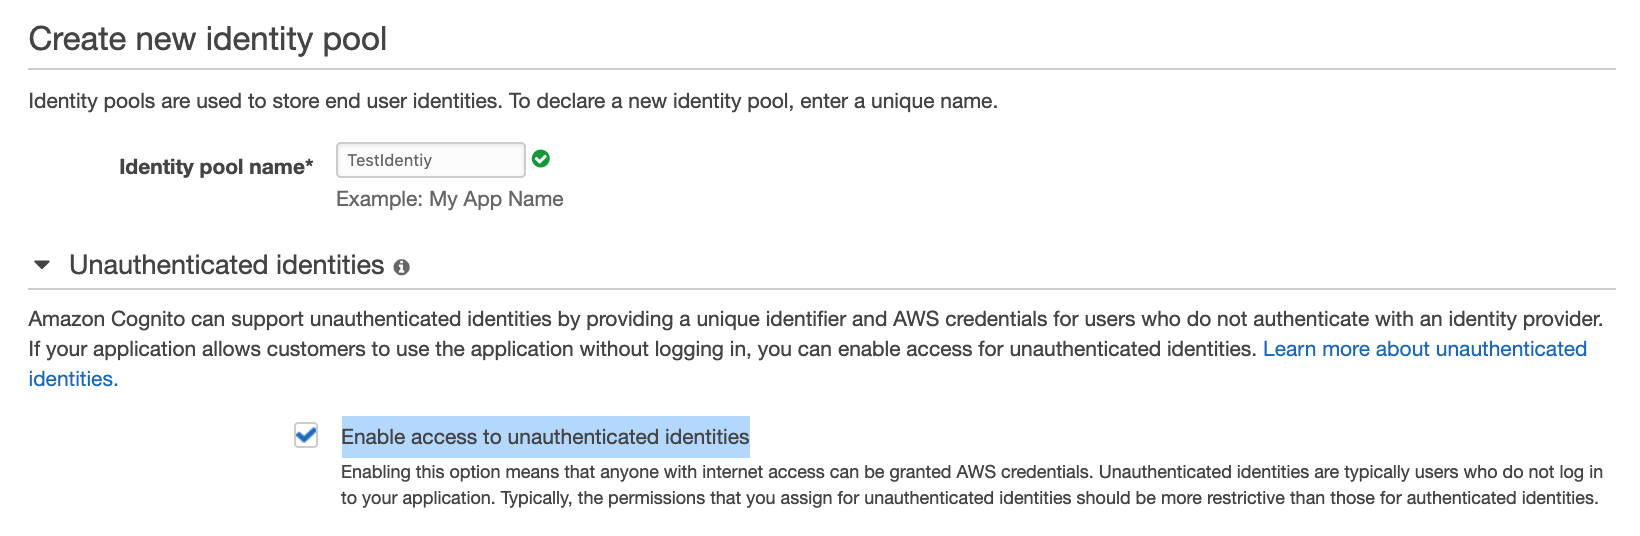 Create new identity pool
Identity pools are used to store end user identities. To declare a new identity pool, enter a unique name.
Identity pool name* TestIdentiy
Example: My App Name
Unauthenticated identities
Amazon Cognito can support unauthenticated identities by providing a unique identifier and AWS credentials for users who do not authenticate with an identity provider.
If your application allows customers to use the application without logging in, you can enable access for unauthenticated identities. Learn more about unauthenticated
identities.
Enable access to unauthenticated identities
Enabling this option means that anyone with internet access can be granted AWS credentials. Unauthenticated identities are typically users who do not log in
to your application. Typically, the permissions that you assign for unauthenticated identities should be more restrictive than those for authenticated identities.